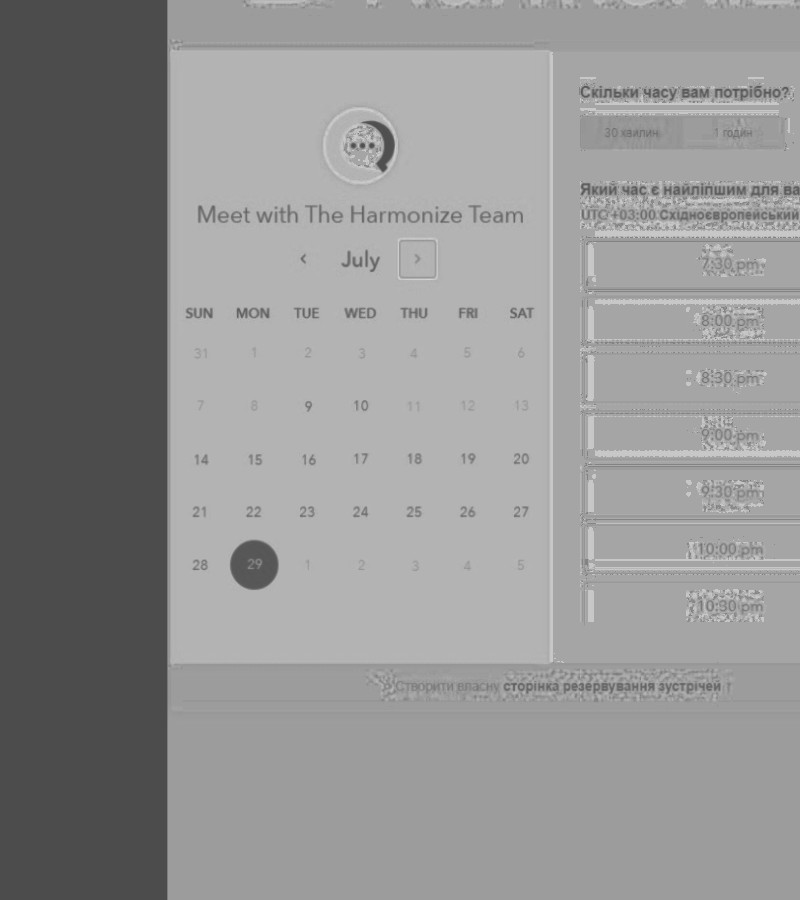 Meet with The Harmonize Team
July
SUN MON TUE WED THU FRI SAT
31 1 2 3 4 5 6
7 8 9 10 11 12 13
14 15 16 17 18 19 20
21 22 23 24 25 26 27
28 29 1 2 3 4 5
Скільки часу вам потрібно?
30 хвилин 1 годин
Який час є найліпшим для
UTC +03:00 Східноєвропейський
7:30 pm
8:00 pm
8:30 pm
9:00 pm
9:30 pm
10:00 pm
10:30 pm
Створити власну сторінка резервування зустрічей